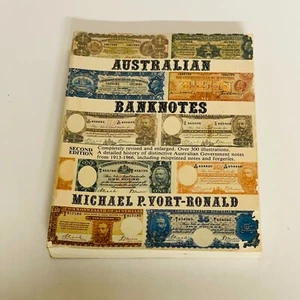 AUSTRALIAN
BANKNOTES
SECOND EDITION
Completely revised and enlarged. Over 300 illustrations.
A detailed history of distinctive Australian Government notes
from 1913-1966, including misprinted notes and forgeries.
MICHAEL P. VORT-RONALD